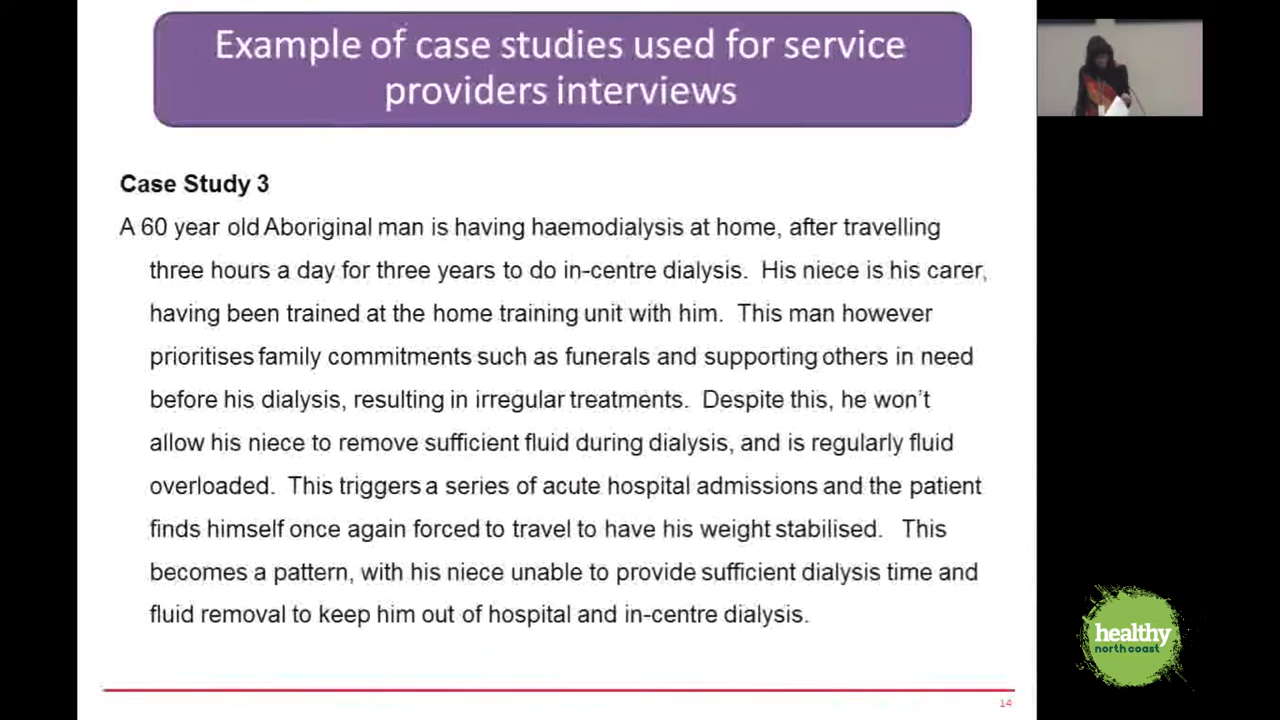 Example of case studies used for service
providers interviews
Case Study 3
A 60 year old Aboriginal man is having haemodialysis at home, after travelling
three hours a day for three years to do in-centre dialysis. His niece is his carer,
having been trained at the home training unit with him. This man however
prioritises family commitments such as funerals and supporting others in need
before his dialysis, resulting in irregular treatments. Despite this, he won't
allow his niece to remove sufficient fluid during dialysis, and is regularly fluid
overloaded. This triggers a series of acute hospital admissions and the patient
finds himself once again forced to travel to have his weight stabilised. This
becomes a pattern, with his niece unable to provide sufficient dialysis time and
fluid removal to keep him out of hospital and in-centre dialysis.
14
healthy
north coast